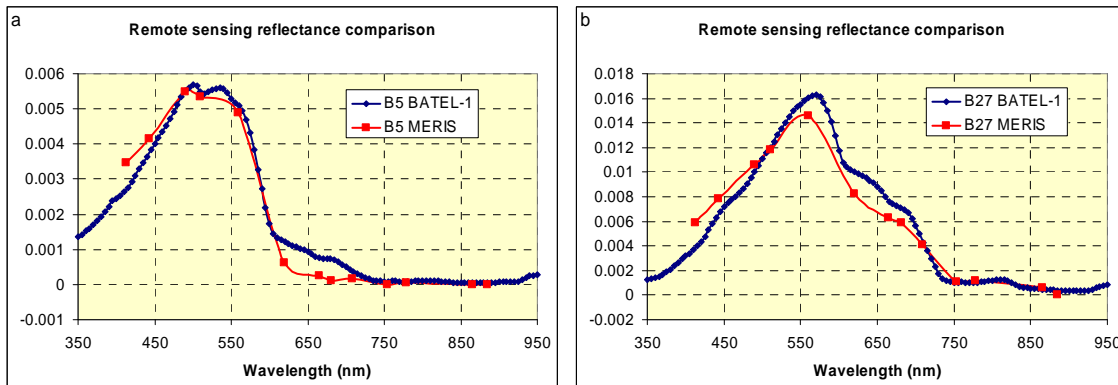 a
Remote sensing reflectance comparison
0.006
0.005
0.004
0.003
0.002
0.001
0
-0.001
350 450 550 650 750 850 950
Wavelength (nm)
B5 BATEL-1
B5 MERIS
b
Remote sensing reflectance comparison
0.018
0.016
0.014
0.012
0.010
0.008
0.006
0.004
0.002
0
-0.002
350 450 550 650 750 850 950
Wavelength (nm)
B27 BATEL-1
B27 MERIS